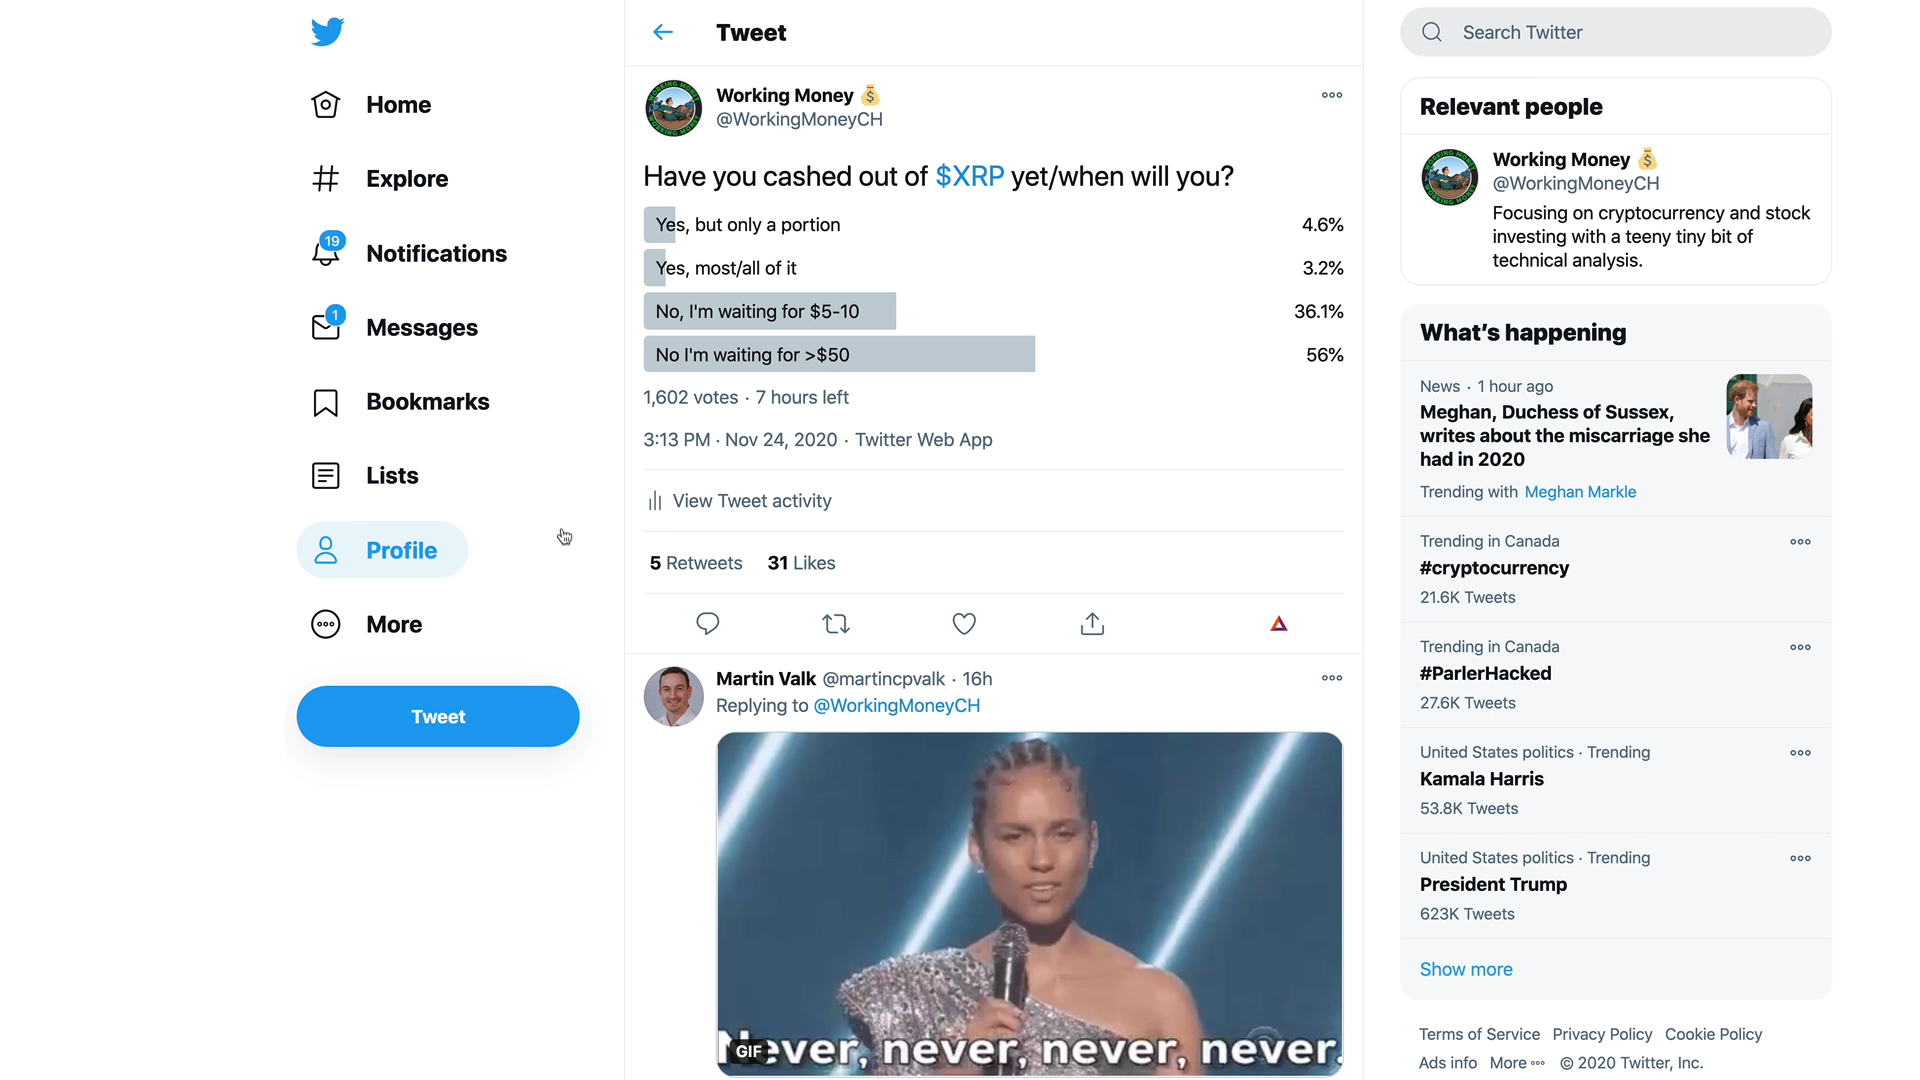 Home
Explore
19
Notifications
1
Messages
Bookmarks
Lists
Profile
More
Tweet
Tweet
Working Money
@WorkingMoneyCH
Have you cashed out of $XRP yet/when will you?
Yes, but only a portion 4.6%
Yes, most/all of it 3.2%
No, I'm waiting for $5-10 36.1%
No I'm waiting for >$50 56%
1,602 votes · 7 hours left
3:13 PM · Nov 24, 2020 · Twitter Web App
View Tweet activity
5 Retweets 31 Likes
Martin Valk @martincpvalk · 16h
Replying to @WorkingMoneyCH
Never, never, never, never.
GIF
Search Twitter
Relevant people
WORKING MONEY
Working Money
@WorkingMoneyCH
Focusing on cryptocurrency and stock
investing with a teeny tiny bit of
technical analysis.
What's happening
News · 1 hour ago
Meghan, Duchess of Sussex,
writes about the miscarriage she
had in 2020
Trending with Meghan Markle
Trending in Canada
#cryptocurrency
21.6K Tweets
Trending in Canada
#ParlerHacked
27.6K Tweets
United States politics · Trending
Kamala Harris
53.8K Tweets
United States politics · Trending
President Trump
623K Tweets
Show more
Terms of Service Privacy Policy Cookie Policy
Ads info More © 2020 Twitter, Inc.